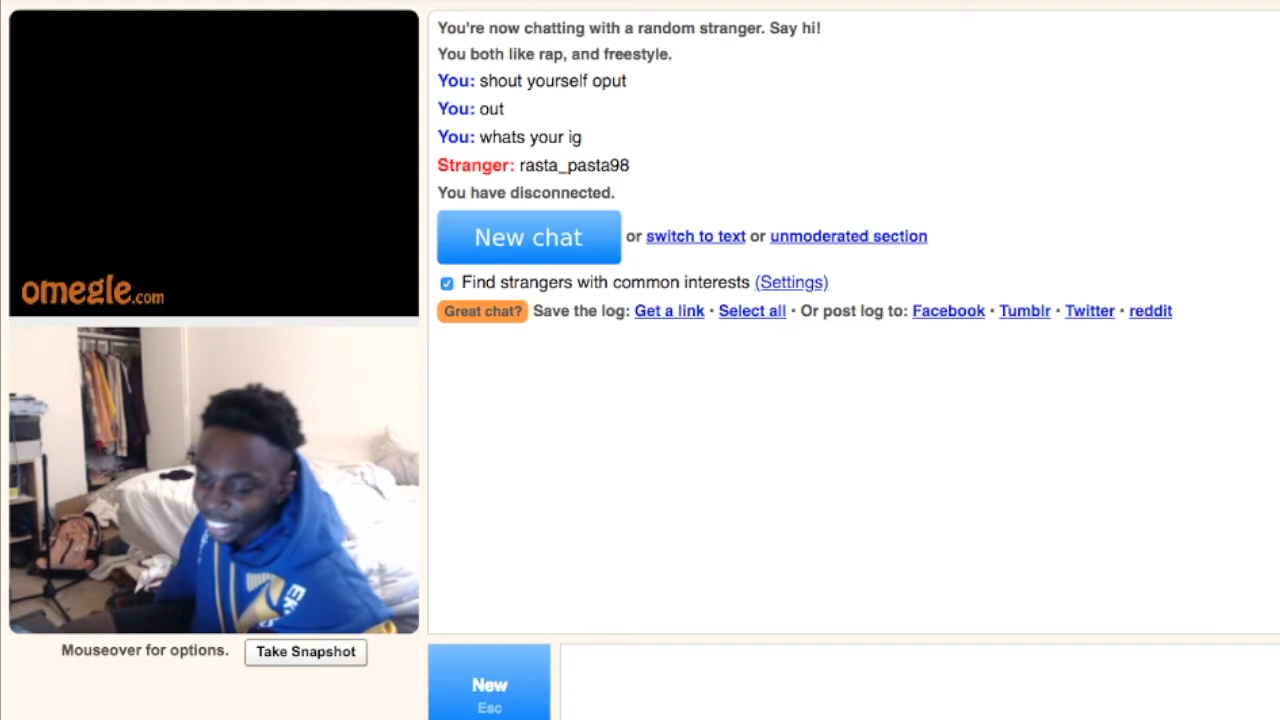 You're now chatting with a random stranger. Say hi!
You both like rap, and freestyle.
You: shout yourself oput
You: out
You: whats your ig
Stranger: rasta_pasta98
You have disconnected.
New chat or switch to text or unmoderated section
Find strangers with common interests (Settings)
Great chat? Save the log: Get a link · Select all · Or post log to: Facebook · Tumblr · Twitter · reddit
omegle.com
Mouseover for options. Take Snapshot
New
Esc